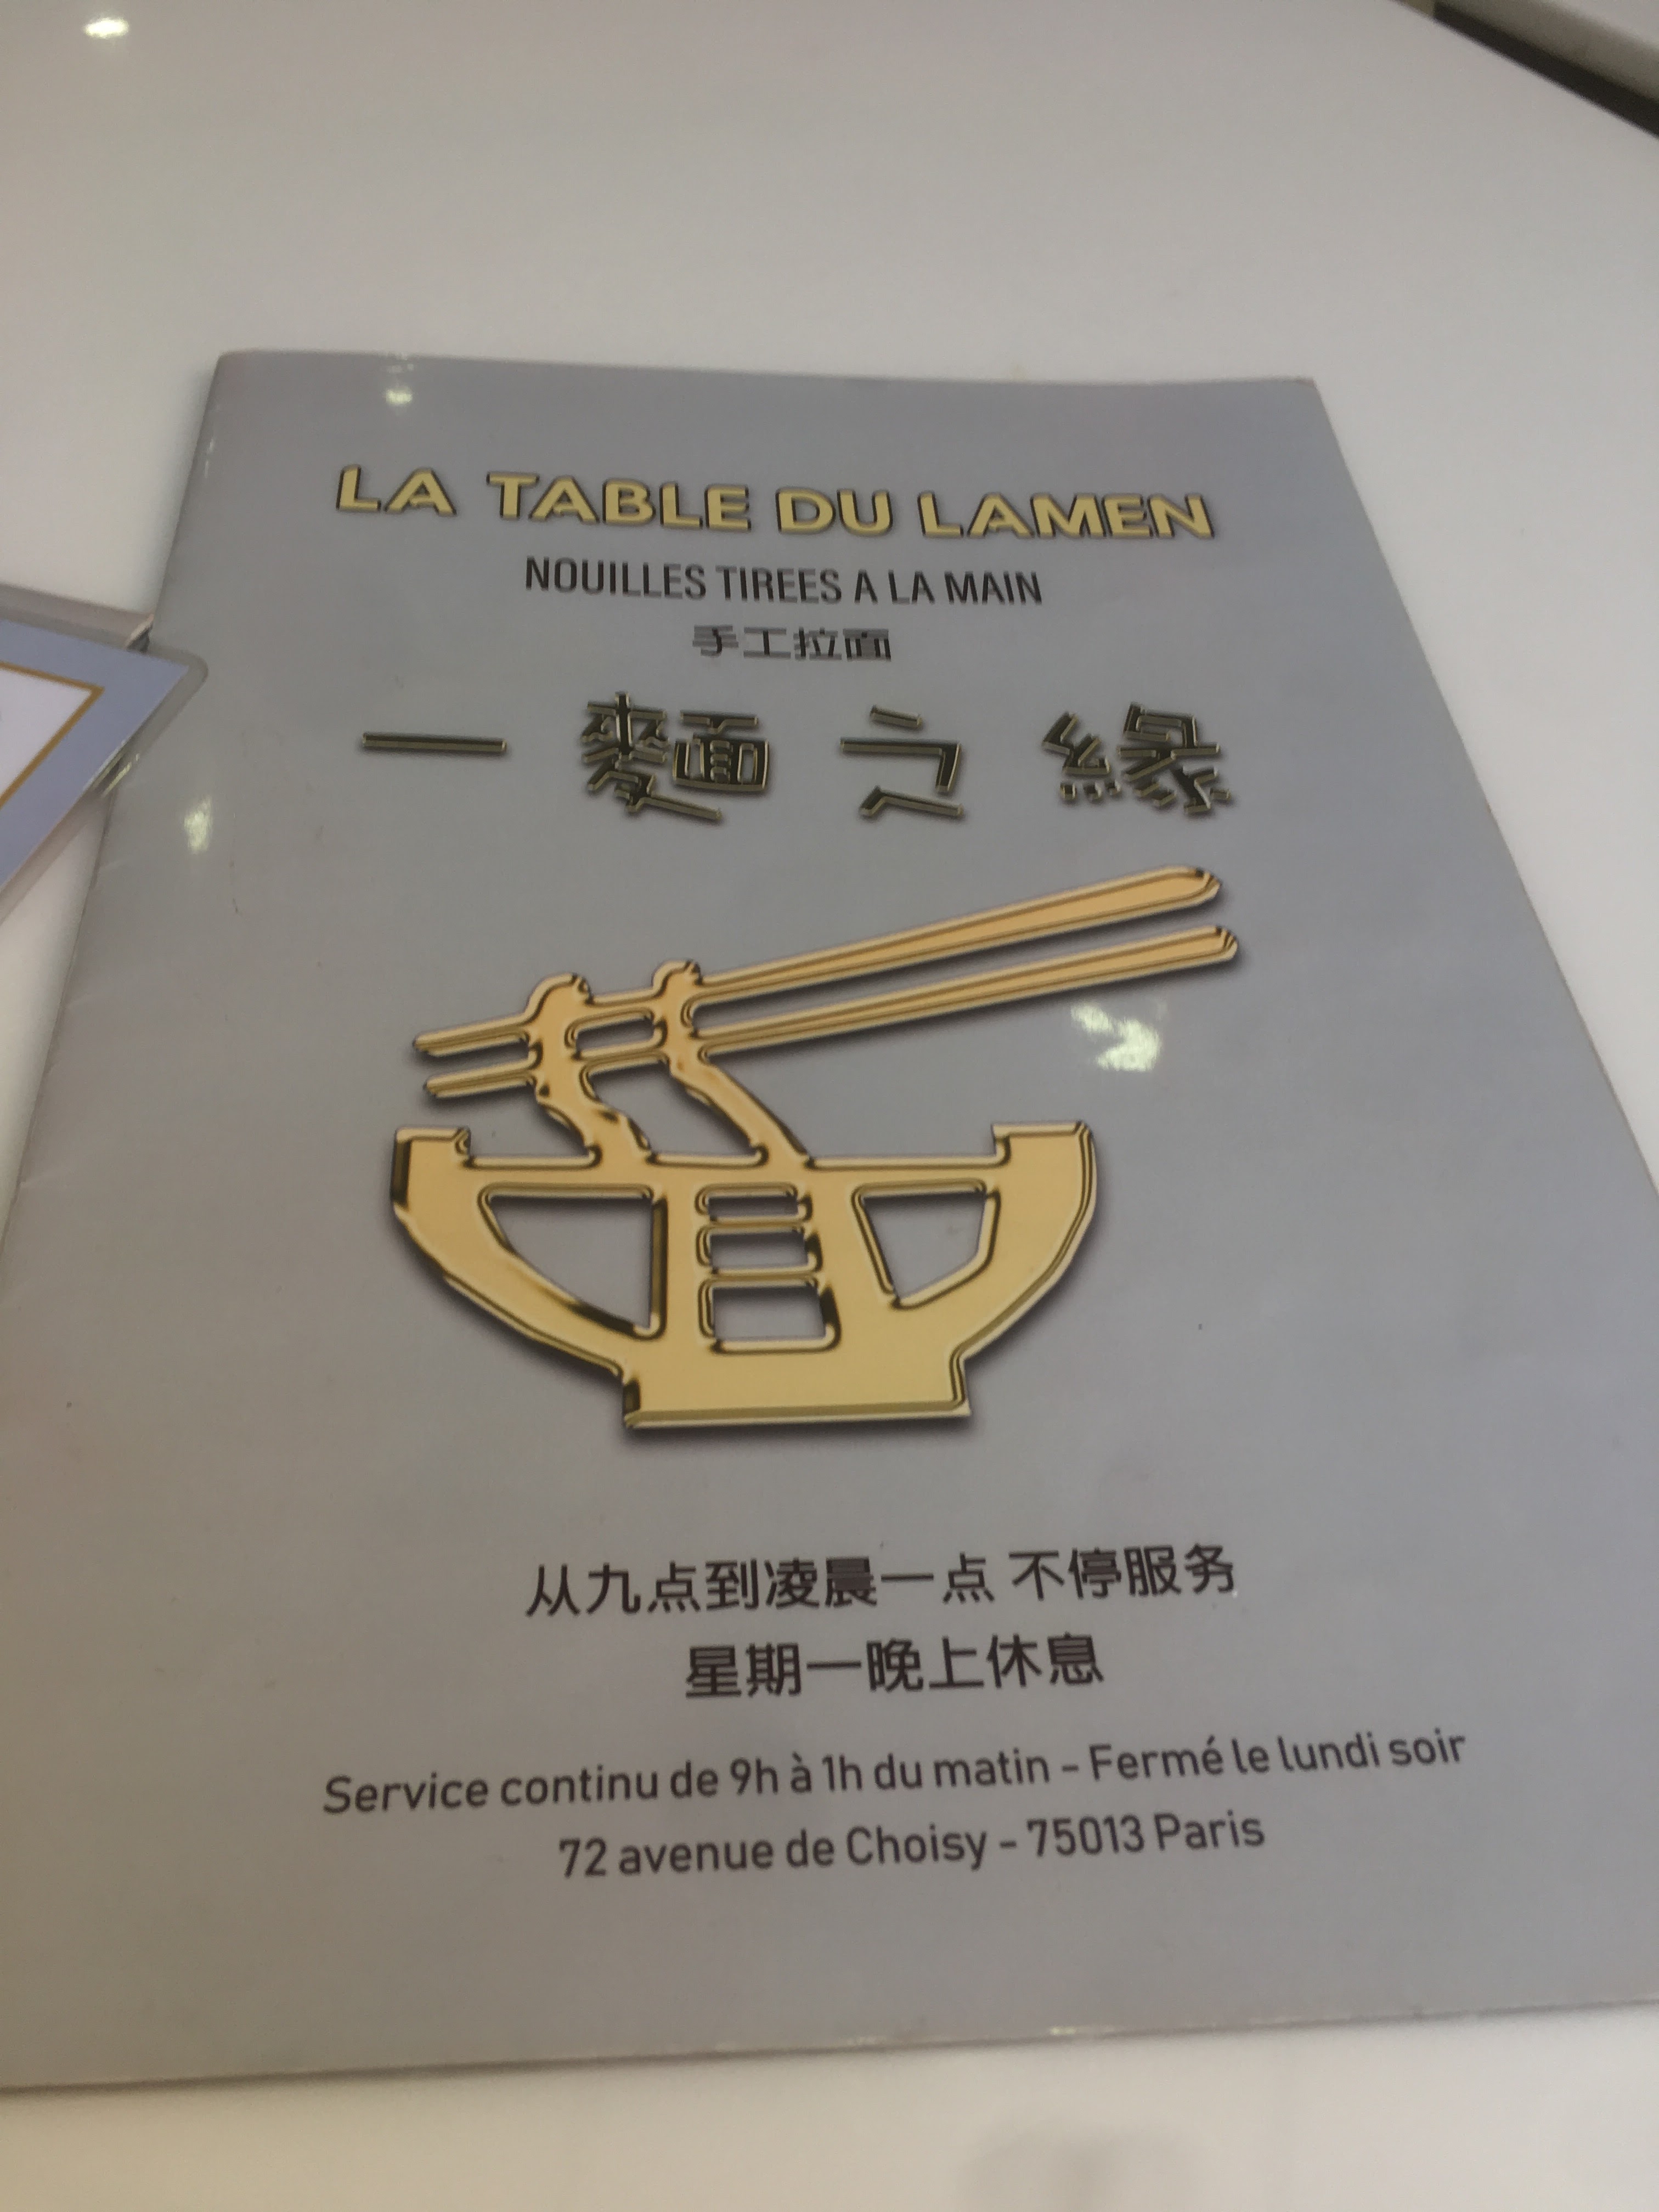 LA TABLE DU LAMEN
NOUILLES TIREES A LA MAIN
手工拉面
一麵之緣
从九点到凌晨一点 不停服务
星期一晚上休息
Service continu de 9h à 1h du matin - Fermé le lundi soir
72 avenue de Choisy - 75013 Paris